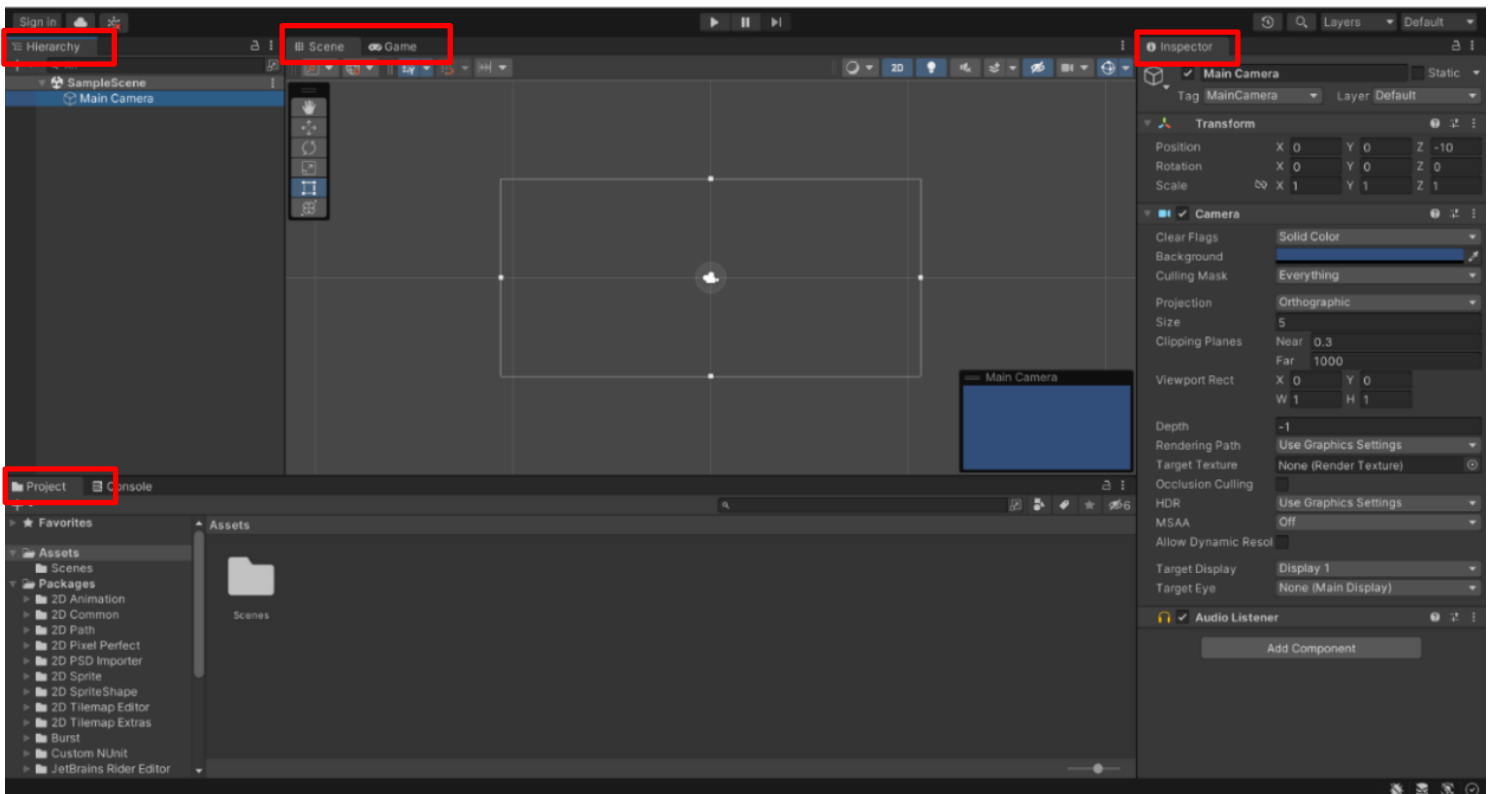 Sign in
Layers Default
Hierarchy
Scene Game
Inspector
SampleScene
Main Camera
2D
Main Camera
Main Camera Static
Tag MainCamera Layer Default
Transform
Position X 0 Y 0 Z -10
Rotation X 0 Y 0 Z 0
Scale X 1 Y 1 Z 1
Camera
Clear Flags Solid Color
Background
Culling Mask Everything
Projection Orthographic
Size 5
Clipping Planes Near 0.3
Far 1000
Viewport Rect X 0 Y 0
W 1 H 1
Depth -1
Rendering Path Use Graphics Settings
Target Texture None (Render Texture)
Occlusion Culling
HDR Use Graphics Settings
MSAA Off
Allow Dynamic Resol
Target Display Display 1
Target Eye None (Main Display)
Audio Listener
Add Component
Project Console
6
Favorites
Assets
Scenes
Packages
2D Animation
2D Common
2D Path
2D Pixel Perfect
2D PSD Importer
2D Sprite
2D SpriteShape
2D Tilemap Editor
2D Tilemap Extras
Burst
Custom NUnit
JetBrains Rider Editor
Assets
Scenes